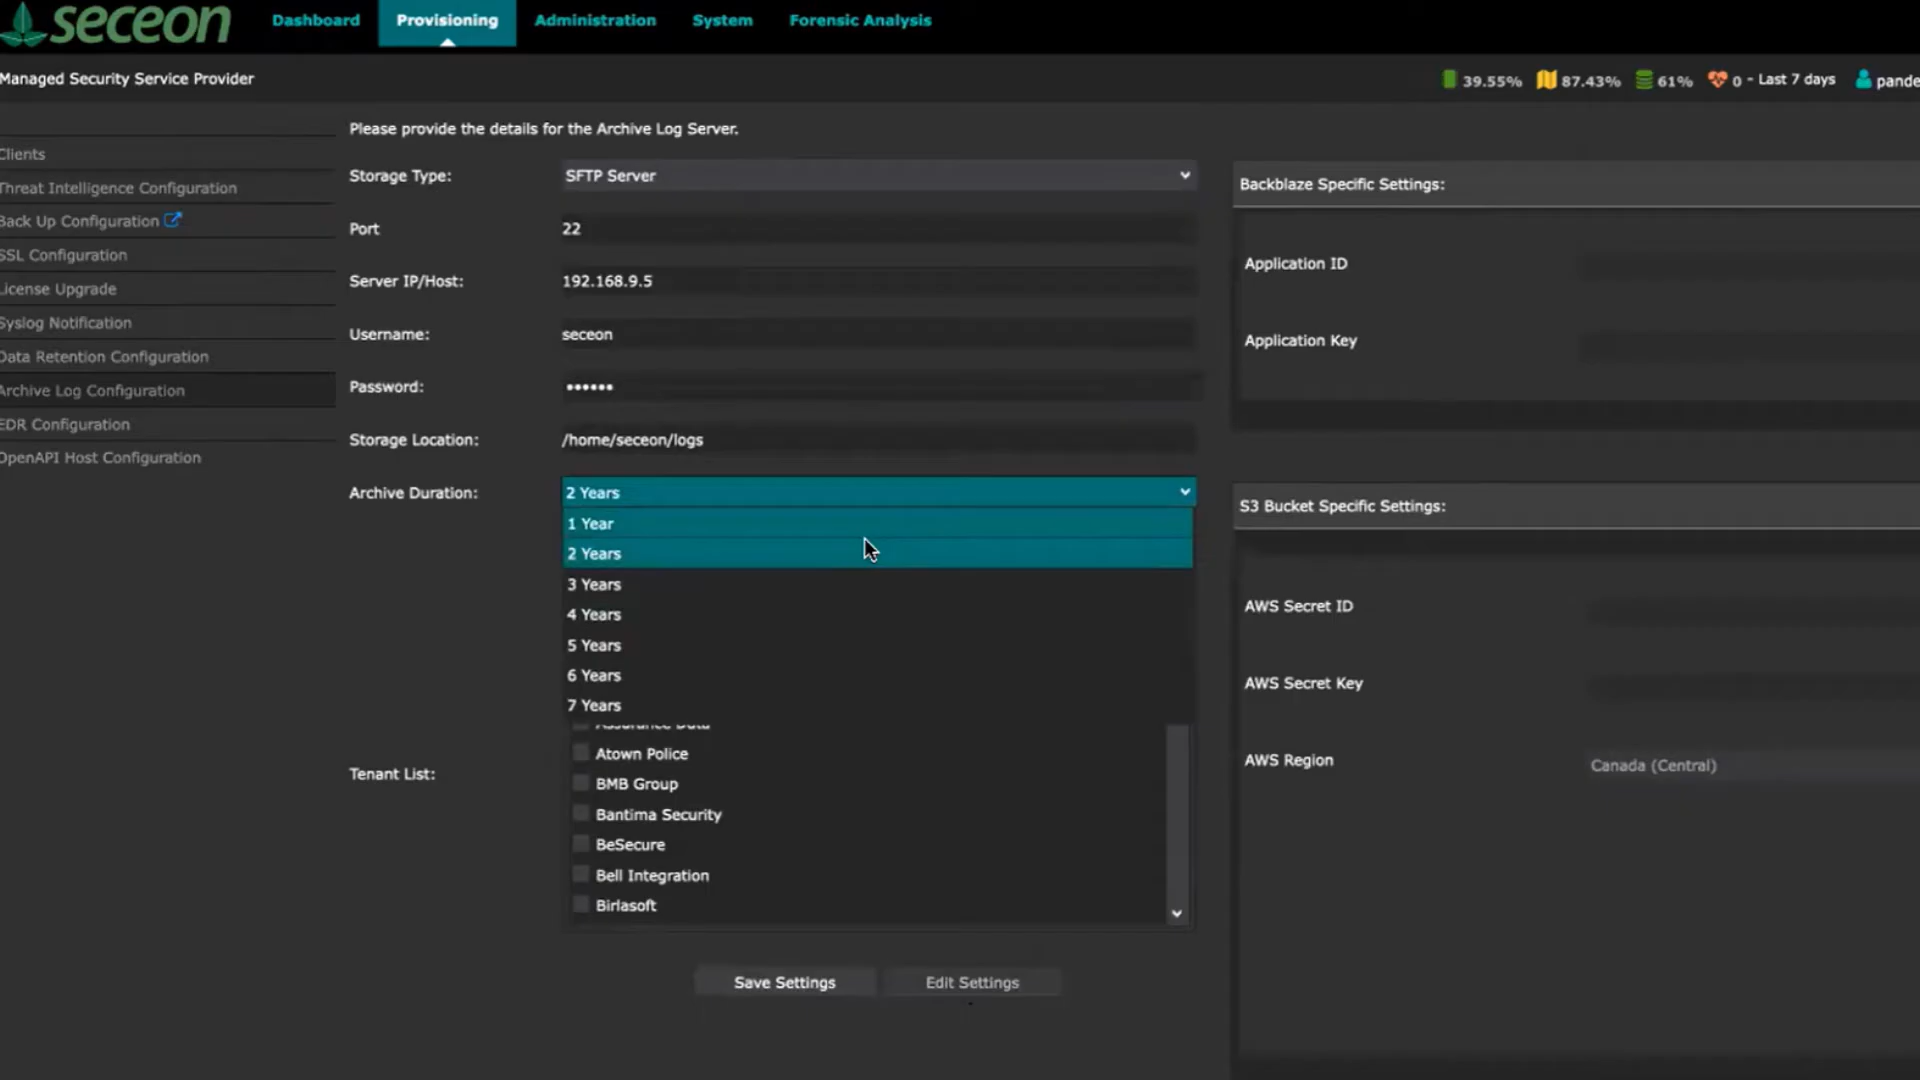 seceon
Dashboard
Provisioning
Administration
System
Forensic Analysis
Managed Security Service Provider
39.55%
87.43%
61%
0 - Last 7 days
pande
Clients
Threat Intelligence Configuration
Back Up Configuration
SSL Configuration
License Upgrade
Syslog Notification
Data Retention Configuration
Archive Log Configuration
EDR Configuration
OpenAPI Host Configuration
Please provide the details for the Archive Log Server.
Storage Type: SFTP Server
Port 22
Server IP/Host: 192.168.9.5
Username: seceon
Password: ••••••
Storage Location: /home/seceon/logs
Archive Duration: 2 Years
1 Year
2 Years
3 Years
4 Years
5 Years
6 Years
7 Years
Assurance Data
Tenant List:
Atown Police
BMB Group
Bantima Security
BeSecure
Bell Integration
Birlasoft
Save Settings
Edit Settings
Backblaze Specific Settings:
Application ID
Application Key
S3 Bucket Specific Settings:
AWS Secret ID
AWS Secret Key
AWS Region Canada (Central)